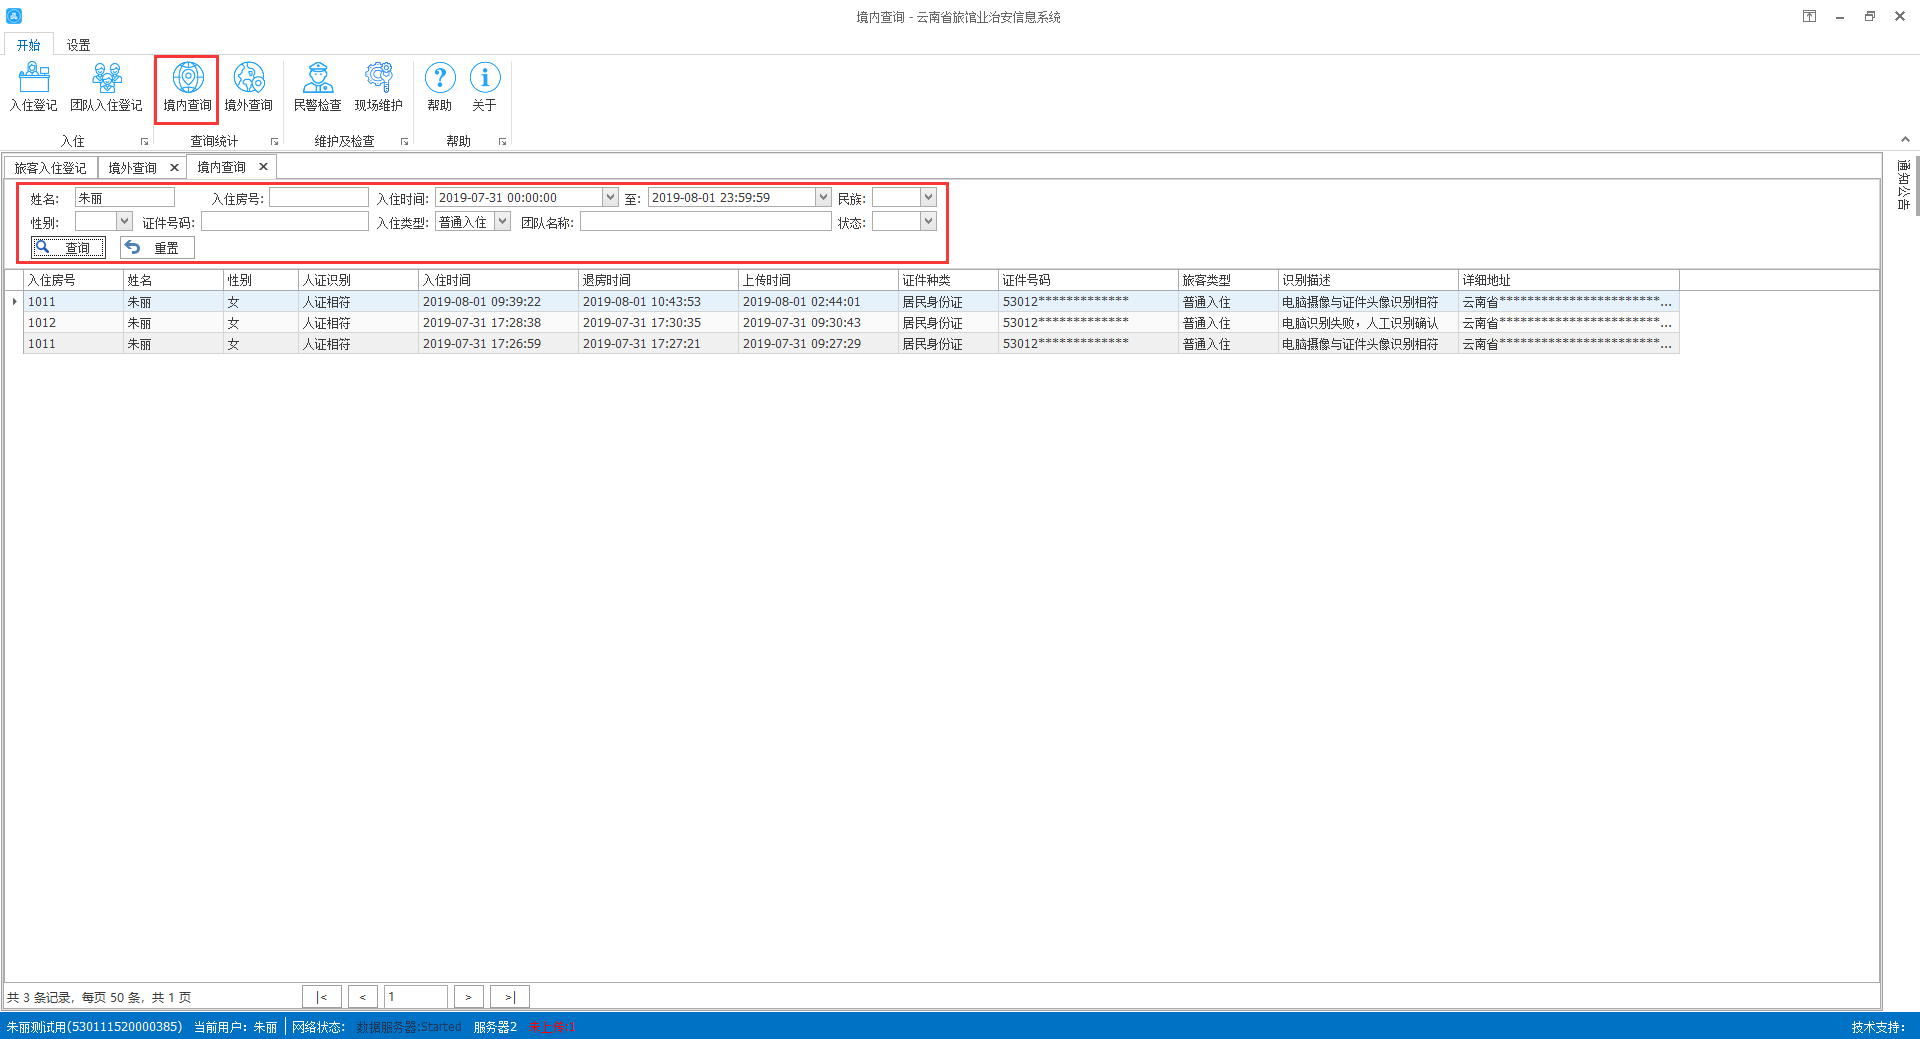 境内查询 - 云南省旅馆业治安信息系统
开始 设置
入住登记 团队入住登记 境内查询 境外查询 民警检查 现场维护 帮助 关于
入住 查询统计 维护及检查 帮助
旅客入住登记 境外查询 境内查询
通知公告
姓名: 朱丽 入住房号: 入住时间: 2019-07-31 00:00:00 至: 2019-08-01 23:59:59 民族:
性别: 证件号码: 入住类型: 普通入住 团队名称: 状态:
查询 重置
入住房号 姓名 性别 人证识别 入住时间 退房时间 上传时间 证件种类 证件号码 旅客类型 识别描述 详细地址
1011 朱丽 女 人证相符 2019-08-01 09:39:22 2019-08-01 10:43:53 2019-08-01 02:44:01 居民身份证 53012************* 普通入住 电脑摄像与证件头像识别相符 云南省***********************...
1012 朱丽 女 人证相符 2019-07-31 17:28:38 2019-07-31 17:30:35 2019-07-31 09:30:43 居民身份证 53012************* 普通入住 电脑识别失败，人工识别确认 云南省***********************...
1011 朱丽 女 人证相符 2019-07-31 17:26:59 2019-07-31 17:27:21 2019-07-31 09:27:29 居民身份证 53012************* 普通入住 电脑摄像与证件头像识别相符 云南省***********************...
共 3 条记录，每页 50 条，共 1 页 |< < 1 > >|
朱丽测试用(530111520000385) 当前用户：朱丽 网络状态: 数据服务器:Started 服务器2 技术支持：